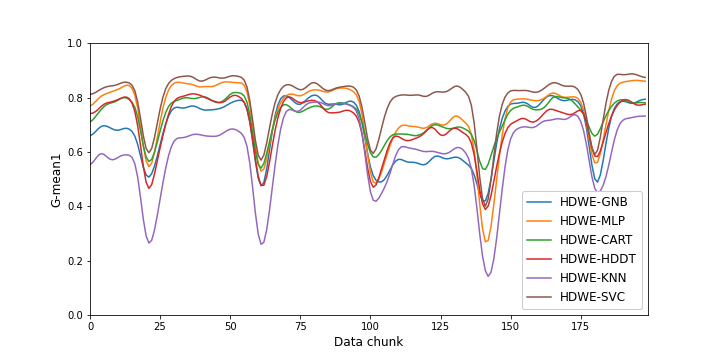 1.0
0.8
0.6
0.4
0.2
0.0
G-mean1
0 25 50 75 100 125 150 175
Data chunk
HDWE-GNB
HDWE-MLP
HDWE-CART
HDWE-HDDT
HDWE-KNN
HDWE-SVC